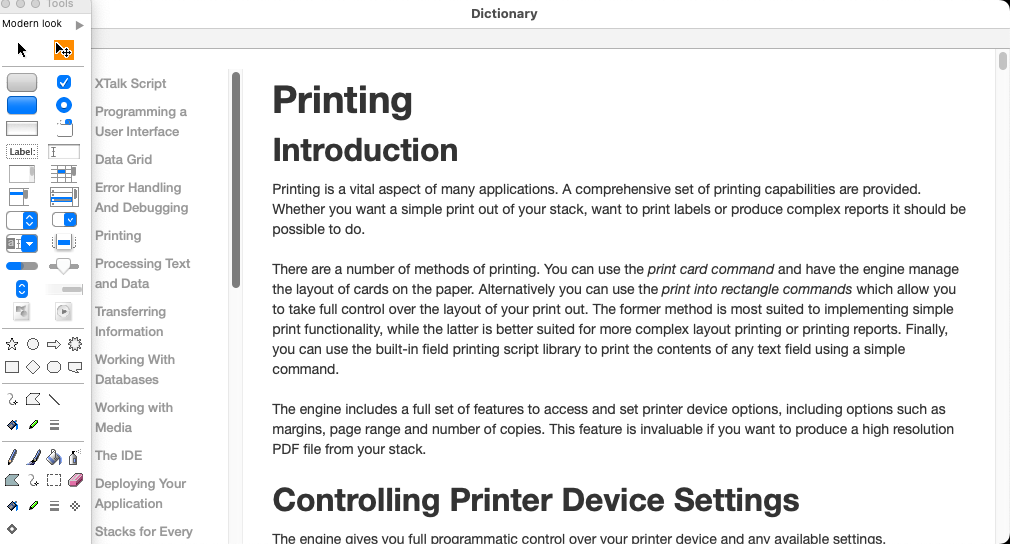 Tools
Dictionary
Modern look
Label:
XTalk Script
Programming a
User Interface
Data Grid
Error Handling
And Debugging
Printing
Processing Text
and Data
Transferring
Information
Working With
Databases
Working with
Media
The IDE
Deploying Your
Application
Stacks for Every
Printing
Introduction
Printing is a vital aspect of many applications. A comprehensive set of printing capabilities are provided.
Whether you want a simple print out of your stack, want to print labels or produce complex reports it should be
possible to do.
There are a number of methods of printing. You can use the print card command and have the engine manage
the layout of cards on the paper. Alternatively you can use the print into rectangle commands which allow you
to take full control over the layout of your print out. The former method is most suited to implementing simple
print functionality, while the latter is better suited for more complex layout printing or printing reports. Finally,
you can use the built-in field printing script library to print the contents of any text field using a simple
command.
The engine includes a full set of features to access and set printer device options, including options such as
margins, page range and number of copies. This feature is invaluable if you want to produce a high resolution
PDF file from your stack.
Controlling Printer Device Settings
The engine gives you full programmatic control over your printer device and any available settings.